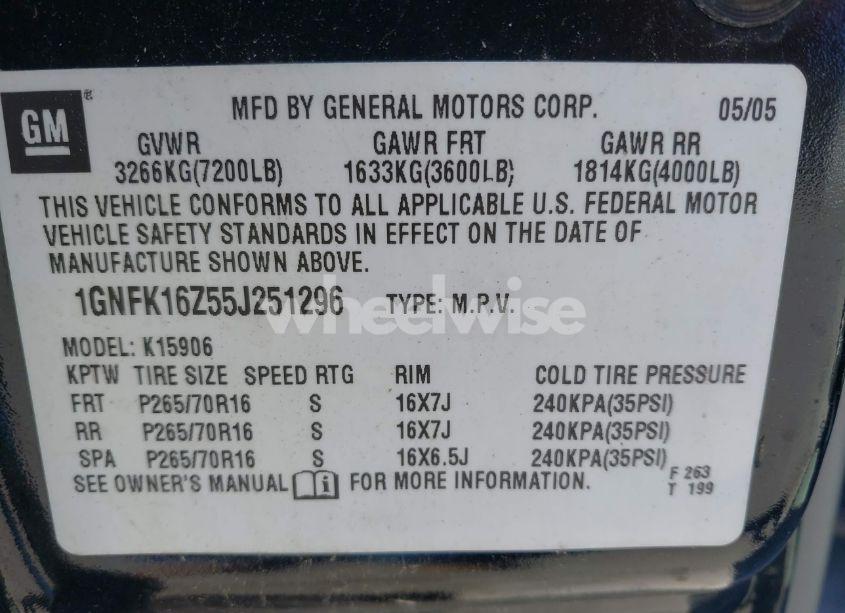 GM ®
MFD BY GENERAL MOTORS CORP. 05/05
GVWR GAWR FRT GAWR RR
3266KG(7200LB) 1633KG(3600LB) 1814KG(4000LB)
THIS VEHICLE CONFORMS TO ALL APPLICABLE U.S. FEDERAL MOTOR
VEHICLE SAFETY STANDARDS IN EFFECT ON THE DATE OF
MANUFACTURE SHOWN ABOVE.
1GNFK16Z55J251296 TYPE: M.P.V.
wheelwise
MODEL: K15906
KPTW TIRE SIZE SPEED RTG RIM COLD TIRE PRESSURE
FRT P265/70R16 S 16X7J 240KPA(35PSI)
RR P265/70R16 S 16X7J 240KPA(35PSI)
SPA P265/70R16 S 16X6.5J 240KPA(35PSI)
SEE OWNER'S MANUAL FOR MORE INFORMATION.
F 263
T 199